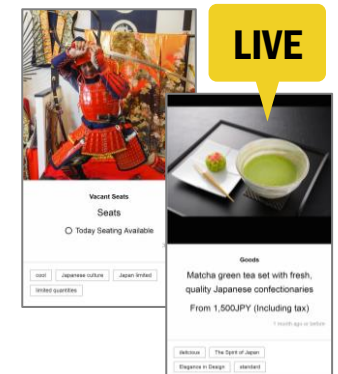 LIVE
Vacant Seats
Seats
Today Seating Available
cool
Japanese culture
Japan limited
limited quantities
Goods
Matcha green tea set with fresh,
quality Japanese confectionaries
From 1,500JPY (Including tax)
1 month ago or before
delicious
The Spirit of Japan
Elegance in Design
standard